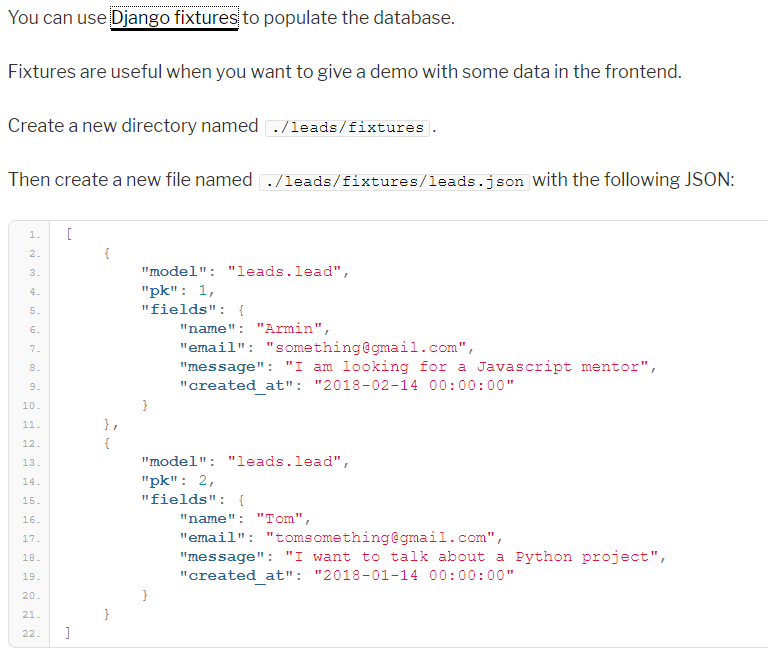 You can use Django fixtures to populate the database.
Fixtures are useful when you want to give a demo with some data in the frontend.
Create a new directory named ./leads/fixtures .
Then create a new file named ./leads/fixtures/leads.json with the following JSON:
1. [
2.     {
3.         "model": "leads.lead",
4.         "pk": 1,
5.         "fields": {
6.             "name": "Armin",
7.             "email": "something@gmail.com",
8.             "message": "I am looking for a Javascript mentor",
9.             "created_at": "2018-02-14 00:00:00"
10.         }
11.     },
12.     {
13.         "model": "leads.lead",
14.         "pk": 2,
15.         "fields": {
16.             "name": "Tom",
17.             "email": "tomsomething@gmail.com",
18.             "message": "I want to talk about a Python project",
19.             "created_at": "2018-01-14 00:00:00"
20.         }
21.     }
22. ]